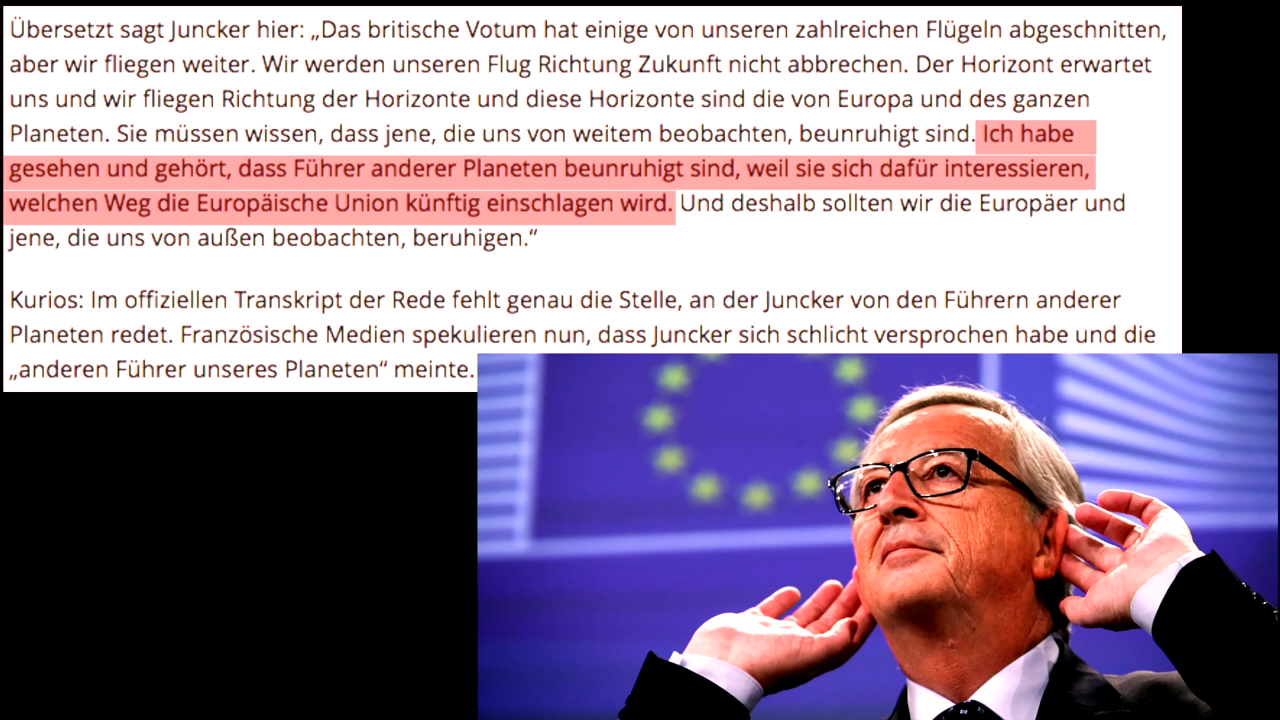 Übersetzt sagt Juncker hier: „Das britische Votum hat einige von unseren zahlreichen Flügeln abgeschnitten,
aber wir fliegen weiter. Wir werden unseren Flug Richtung Zukunft nicht abbrechen. Der Horizont erwartet
uns und wir fliegen Richtung der Horizonte und diese Horizonte sind die von Europa und des ganzen
Planeten. Sie müssen wissen, dass jene, die uns von weitem beobachten, beunruhigt sind. Ich habe
gesehen und gehört, dass Führer anderer Planeten beunruhigt sind, weil sie sich dafür interessieren,
welchen Weg die Europäische Union künftig einschlagen wird. Und deshalb sollten wir die Europäer und
jene, die uns von außen beobachten, beruhigen.“
Kurios: Im offiziellen Transkript der Rede fehlt genau die Stelle, an der Juncker von den Führern anderer
Planeten redet. Französische Medien spekulieren nun, dass Juncker sich schlicht versprochen habe und die
„anderen Führer unseres Planeten“ meinte.